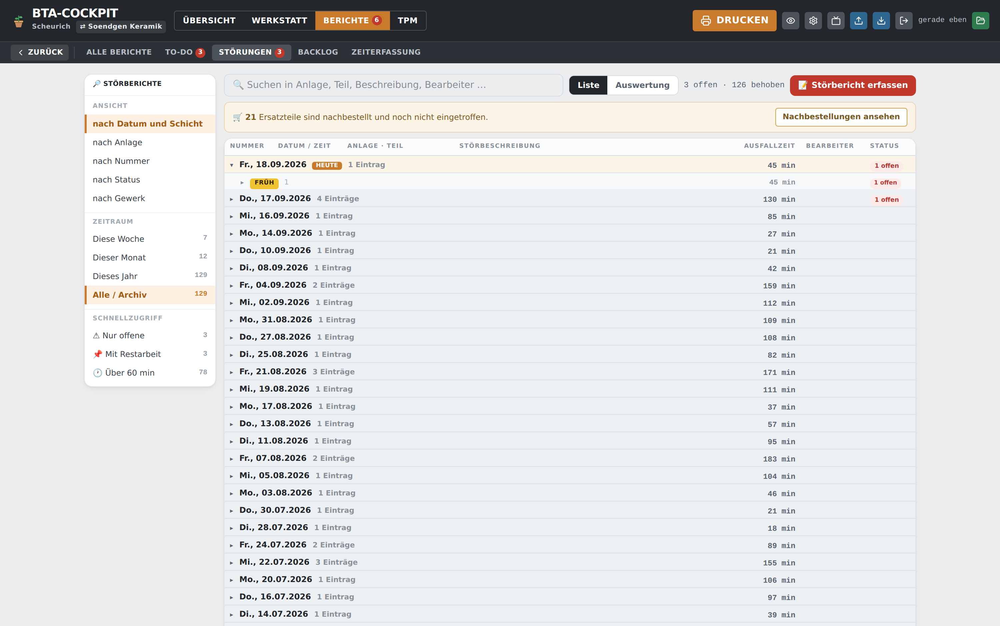 BTA-COCKPIT
Scheurich ⇄ Soendgen Keramik
ÜBERSICHT WERKSTATT BERICHTE 6 TPM
DRUCKEN gerade eben
ZURÜCK ALLE BERICHTE TO-DO 3 STÖRUNGEN 3 BACKLOG ZEITERFASSUNG
🔎 STÖRBERICHTE
ANSICHT
nach Datum und Schicht
nach Anlage
nach Nummer
nach Status
nach Gewerk
ZEITRAUM
Diese Woche 7
Dieser Monat 12
Dieses Jahr 129
Alle / Archiv 129
SCHNELLZUGRIFF
⚠ Nur offene 3
📌 Mit Restarbeit 3
🕐 Über 60 min 78
🔍 Suchen in Anlage, Teil, Beschreibung, Bearbeiter ...
Liste Auswertung 3 offen · 126 behoben 📝 Störbericht erfassen
🛒 21 Ersatzteile sind nachbestellt und noch nicht eingetroffen. Nachbestellungen ansehen
NUMMER DATUM / ZEIT ANLAGE · TEIL STÖRBESCHREIBUNG AUSFALLZEIT BEARBEITER STATUS
▾ Fr., 18.09.2026 HEUTE 1 Eintrag 45 min 1 offen
▸ FRÜH 1 45 min 1 offen
▸ Do., 17.09.2026 4 Einträge 130 min 1 offen
▸ Mi., 16.09.2026 1 Eintrag 85 min
▸ Mo., 14.09.2026 1 Eintrag 27 min
▸ Do., 10.09.2026 1 Eintrag 21 min
▸ Di., 08.09.2026 1 Eintrag 42 min
▸ Fr., 04.09.2026 2 Einträge 159 min
▸ Mi., 02.09.2026 1 Eintrag 112 min
▸ Mo., 31.08.2026 1 Eintrag 109 min
▸ Do., 27.08.2026 1 Eintrag 108 min
▸ Di., 25.08.2026 1 Eintrag 82 min
▸ Fr., 21.08.2026 3 Einträge 171 min
▸ Mi., 19.08.2026 1 Eintrag 111 min
▸ Mo., 17.08.2026 1 Eintrag 37 min
▸ Do., 13.08.2026 1 Eintrag 57 min
▸ Di., 11.08.2026 1 Eintrag 95 min
▸ Fr., 07.08.2026 2 Einträge 183 min
▸ Mi., 05.08.2026 1 Eintrag 104 min
▸ Mo., 03.08.2026 1 Eintrag 46 min
▸ Do., 30.07.2026 1 Eintrag 21 min
▸ Di., 28.07.2026 1 Eintrag 18 min
▸ Fr., 24.07.2026 2 Einträge 89 min
▸ Mi., 22.07.2026 3 Einträge 155 min
▸ Mo., 20.07.2026 1 Eintrag 106 min
▸ Do., 16.07.2026 1 Eintrag 97 min
▸ Di., 14.07.2026 1 Eintrag 39 min